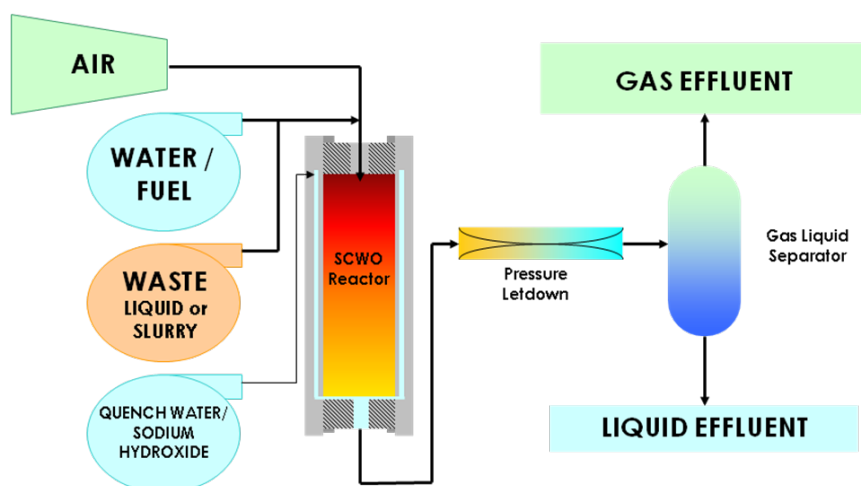 AIR
WATER /
FUEL
WASTE
LIQUID or
SLURRY
QUENCH WATER/
SODIUM
HYDROXIDE
SCWO
Reactor
Pressure
Letdown
GAS EFFLUENT
Gas Liquid
Separator
LIQUID EFFLUENT